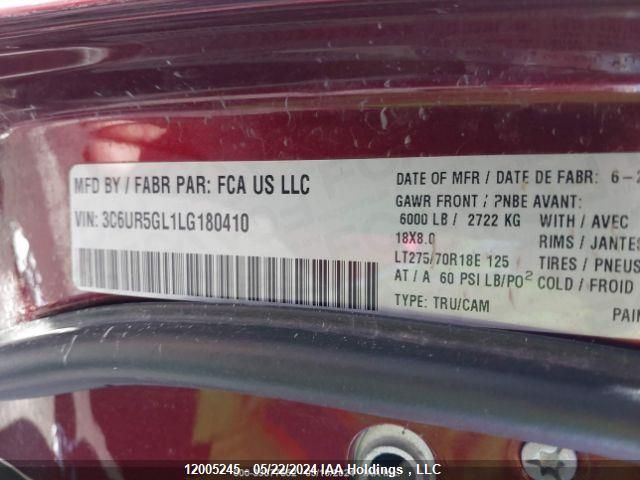 MFD BY / FABR PAR: FCA US LLC
VIN: 3C6UR5GL1LG180410
DATE OF MFR / DATE DE FABR: 6-2
GAWR FRONT / PNBE AVANT:
6000 LB / 2722 KG WITH / AVEC
18X8.0 RIMS / JANTES
LT275/70R18E 125 TIRES / PNEUS
AT / A 60 PSI LB/PO² COLD / FROID
TYPE: TRU/CAM
PAIN
12005245 - 05/22/2024 IAA Holdings , LLC